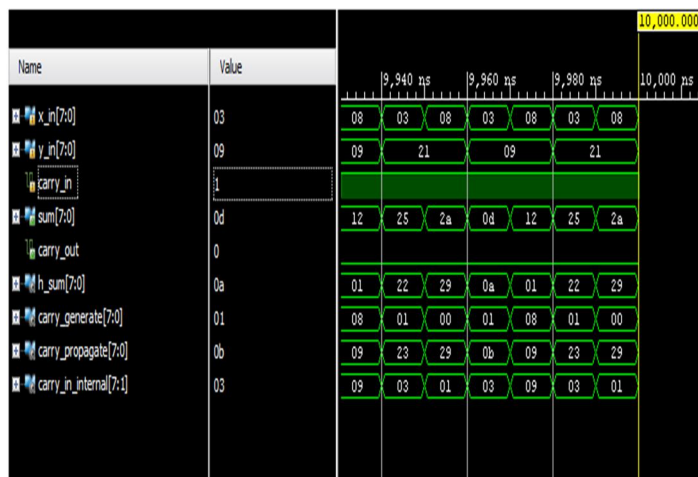 10,000.000
Name Value
9,940 ns 9,960 ns 9,980 ns 10,000 ns
x_in[7:0] 03 08 03 08 03 08 03 08
y_in[7:0] 09 09 21 09 21
carry_in 1
sum[7:0] 0d 12 25 2a 0d 12 25 2a
carry_out 0
h_sum[7:0] 0a 01 22 29 0a 01 22 29
carry_generate[7:0] 01 08 01 00 01 08 01 00
carry_propagate[7:0] 0b 09 23 29 0b 09 23 29
carry_in_internal[7:1] 03 09 03 01 03 09 03 01